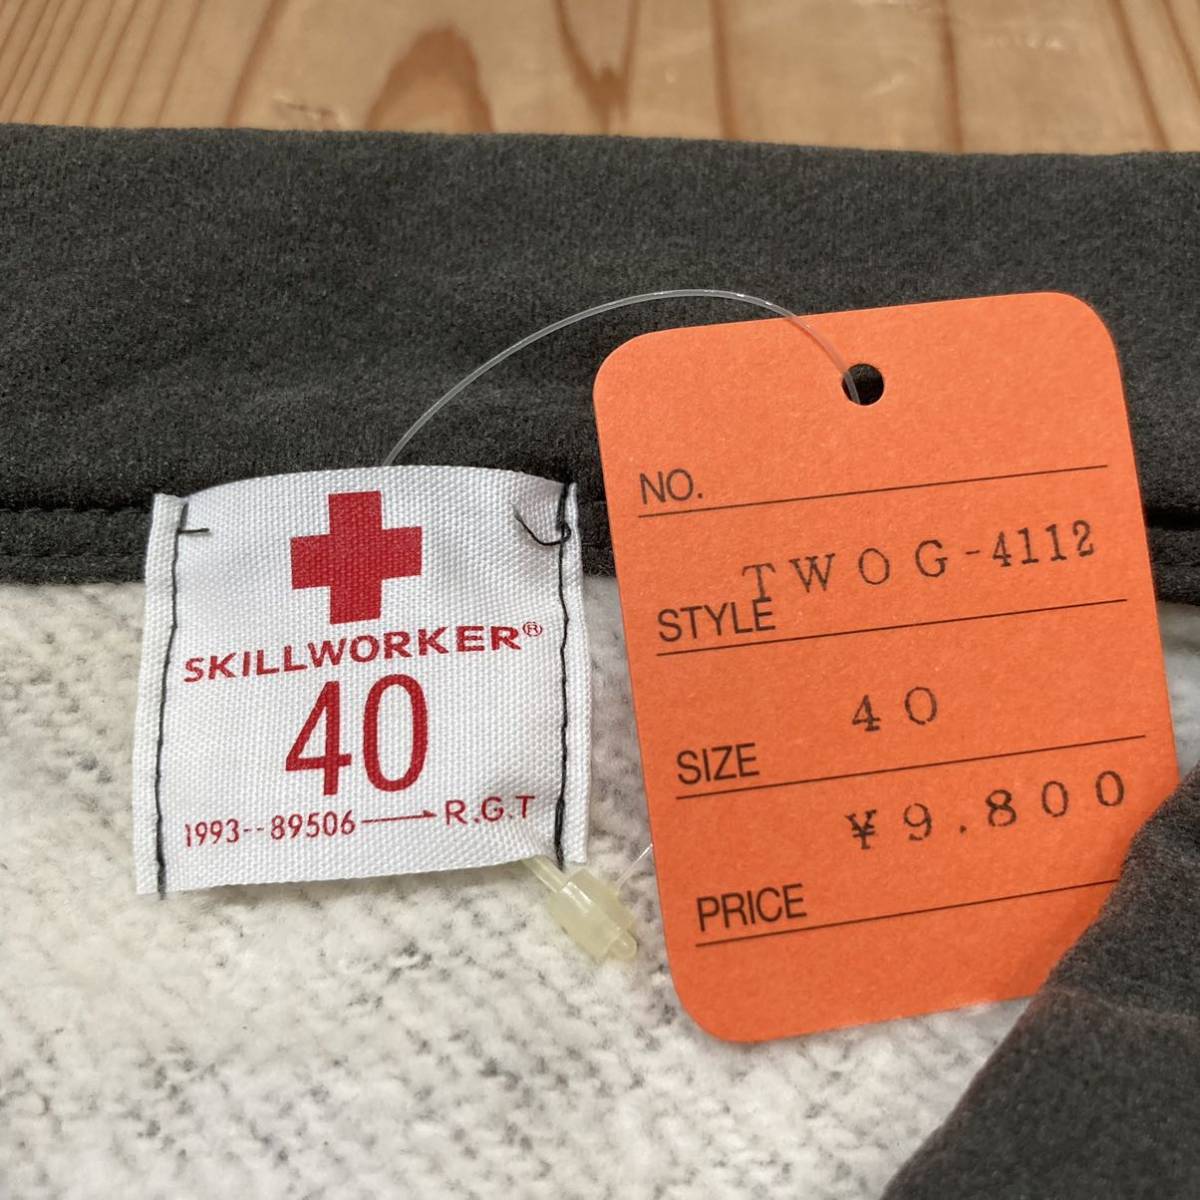 SKILLWORKER®
40
1993--89506→R.G.T
NO.
TWOG-4112
STYLE
40
SIZE
¥9.800
PRICE